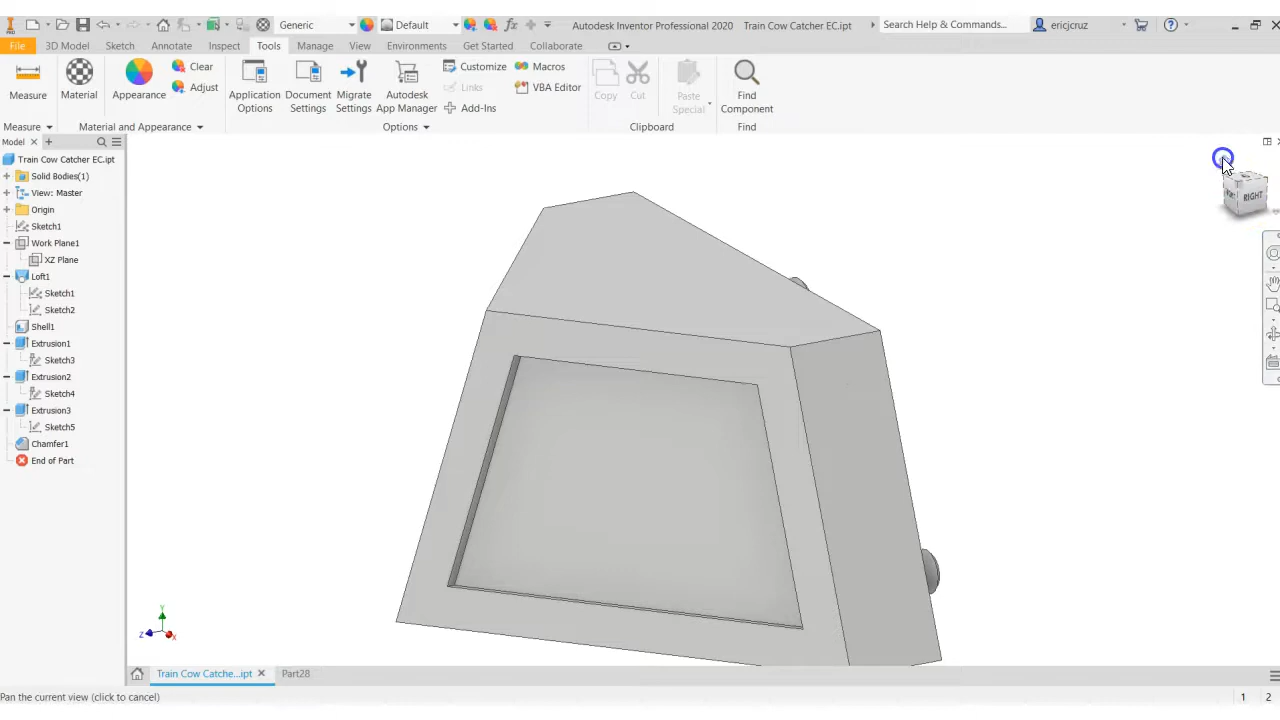 PRO
Generic
Default
Autodesk Inventor Professional 2020 Train Cow Catcher EC.ipt
Search Help & Commands...
ericjcruz
File 3D Model Sketch Annotate Inspect Tools Manage View Environments Get Started Collaborate
Measure
Material
Appearance
Clear
Adjust
Application Options
Document Settings
Migrate Settings
Autodesk App Manager
Customize
Links
Add-Ins
Macros
VBA Editor
Copy
Cut
Paste Special
Find Component
Measure Material and Appearance Options Clipboard Find
Model
Train Cow Catcher EC.ipt
Solid Bodies(1)
View: Master
Origin
Sketch1
Work Plane1
XZ Plane
Loft1
Sketch1
Sketch2
Shell1
Extrusion1
Sketch3
Extrusion2
Sketch4
Extrusion3
Sketch5
Chamfer1
End of Part
RIGHT
Y
Z
X
Train Cow Catche...ipt
Part28
Pan the current view (click to cancel)
1 2